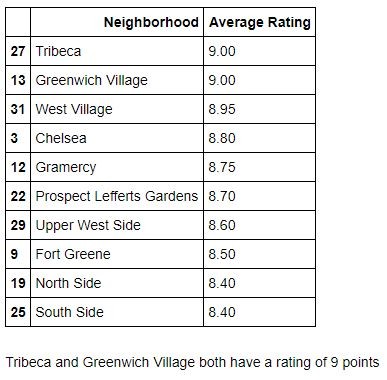 Neighborhood Average Rating
27 Tribeca 9.00
13 Greenwich Village 9.00
31 West Village 8.95
3 Chelsea 8.80
12 Gramercy 8.75
22 Prospect Lefferts Gardens 8.70
29 Upper West Side 8.60
9 Fort Greene 8.50
19 North Side 8.40
25 South Side 8.40
Tribeca and Greenwich Village both have a rating of 9 points